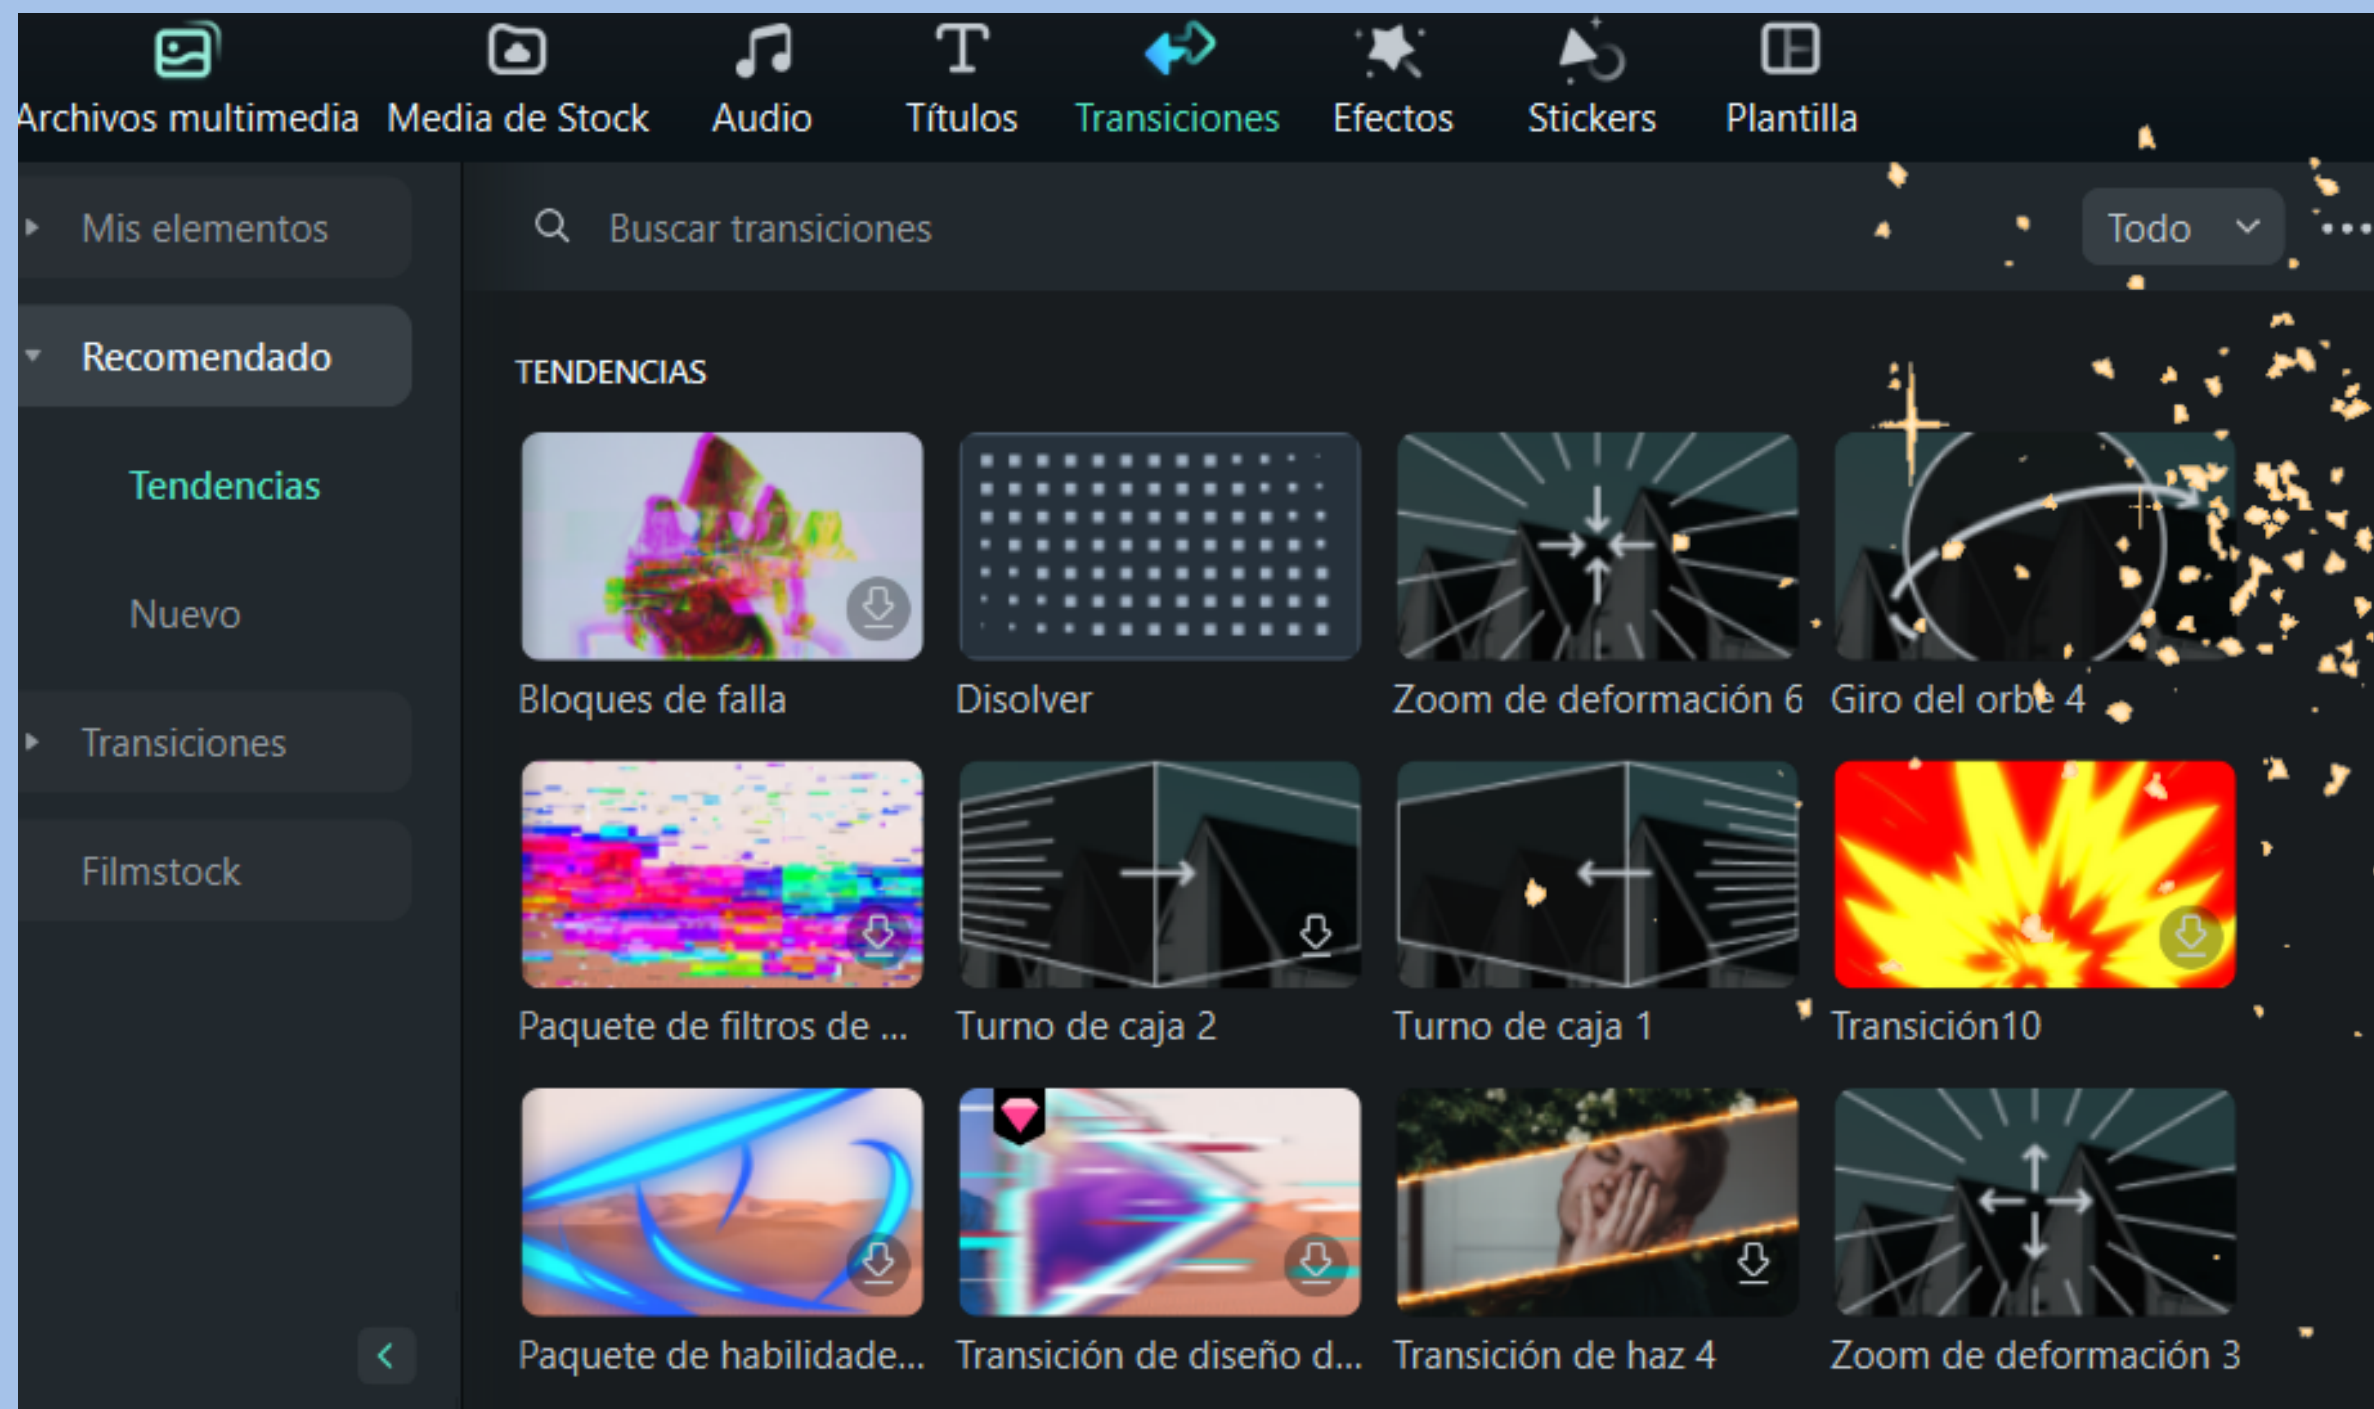 Archivos multimedia
Media de Stock
Audio
Títulos
Transiciones
Efectos
Stickers
Plantilla
Mis elementos
Buscar transiciones
Todo
Recomendado
TENDENCIAS
Tendencias
Nuevo
Transiciones
Filmstock
Bloques de falla
Disolver
Zoom de deformación 6
Giro del orbe 4
Paquete de filtros de ...
Turno de caja 2
Turno de caja 1
Transición10
Paquete de habilidade...
Transición de diseño d...
Transición de haz 4
Zoom de deformación 3